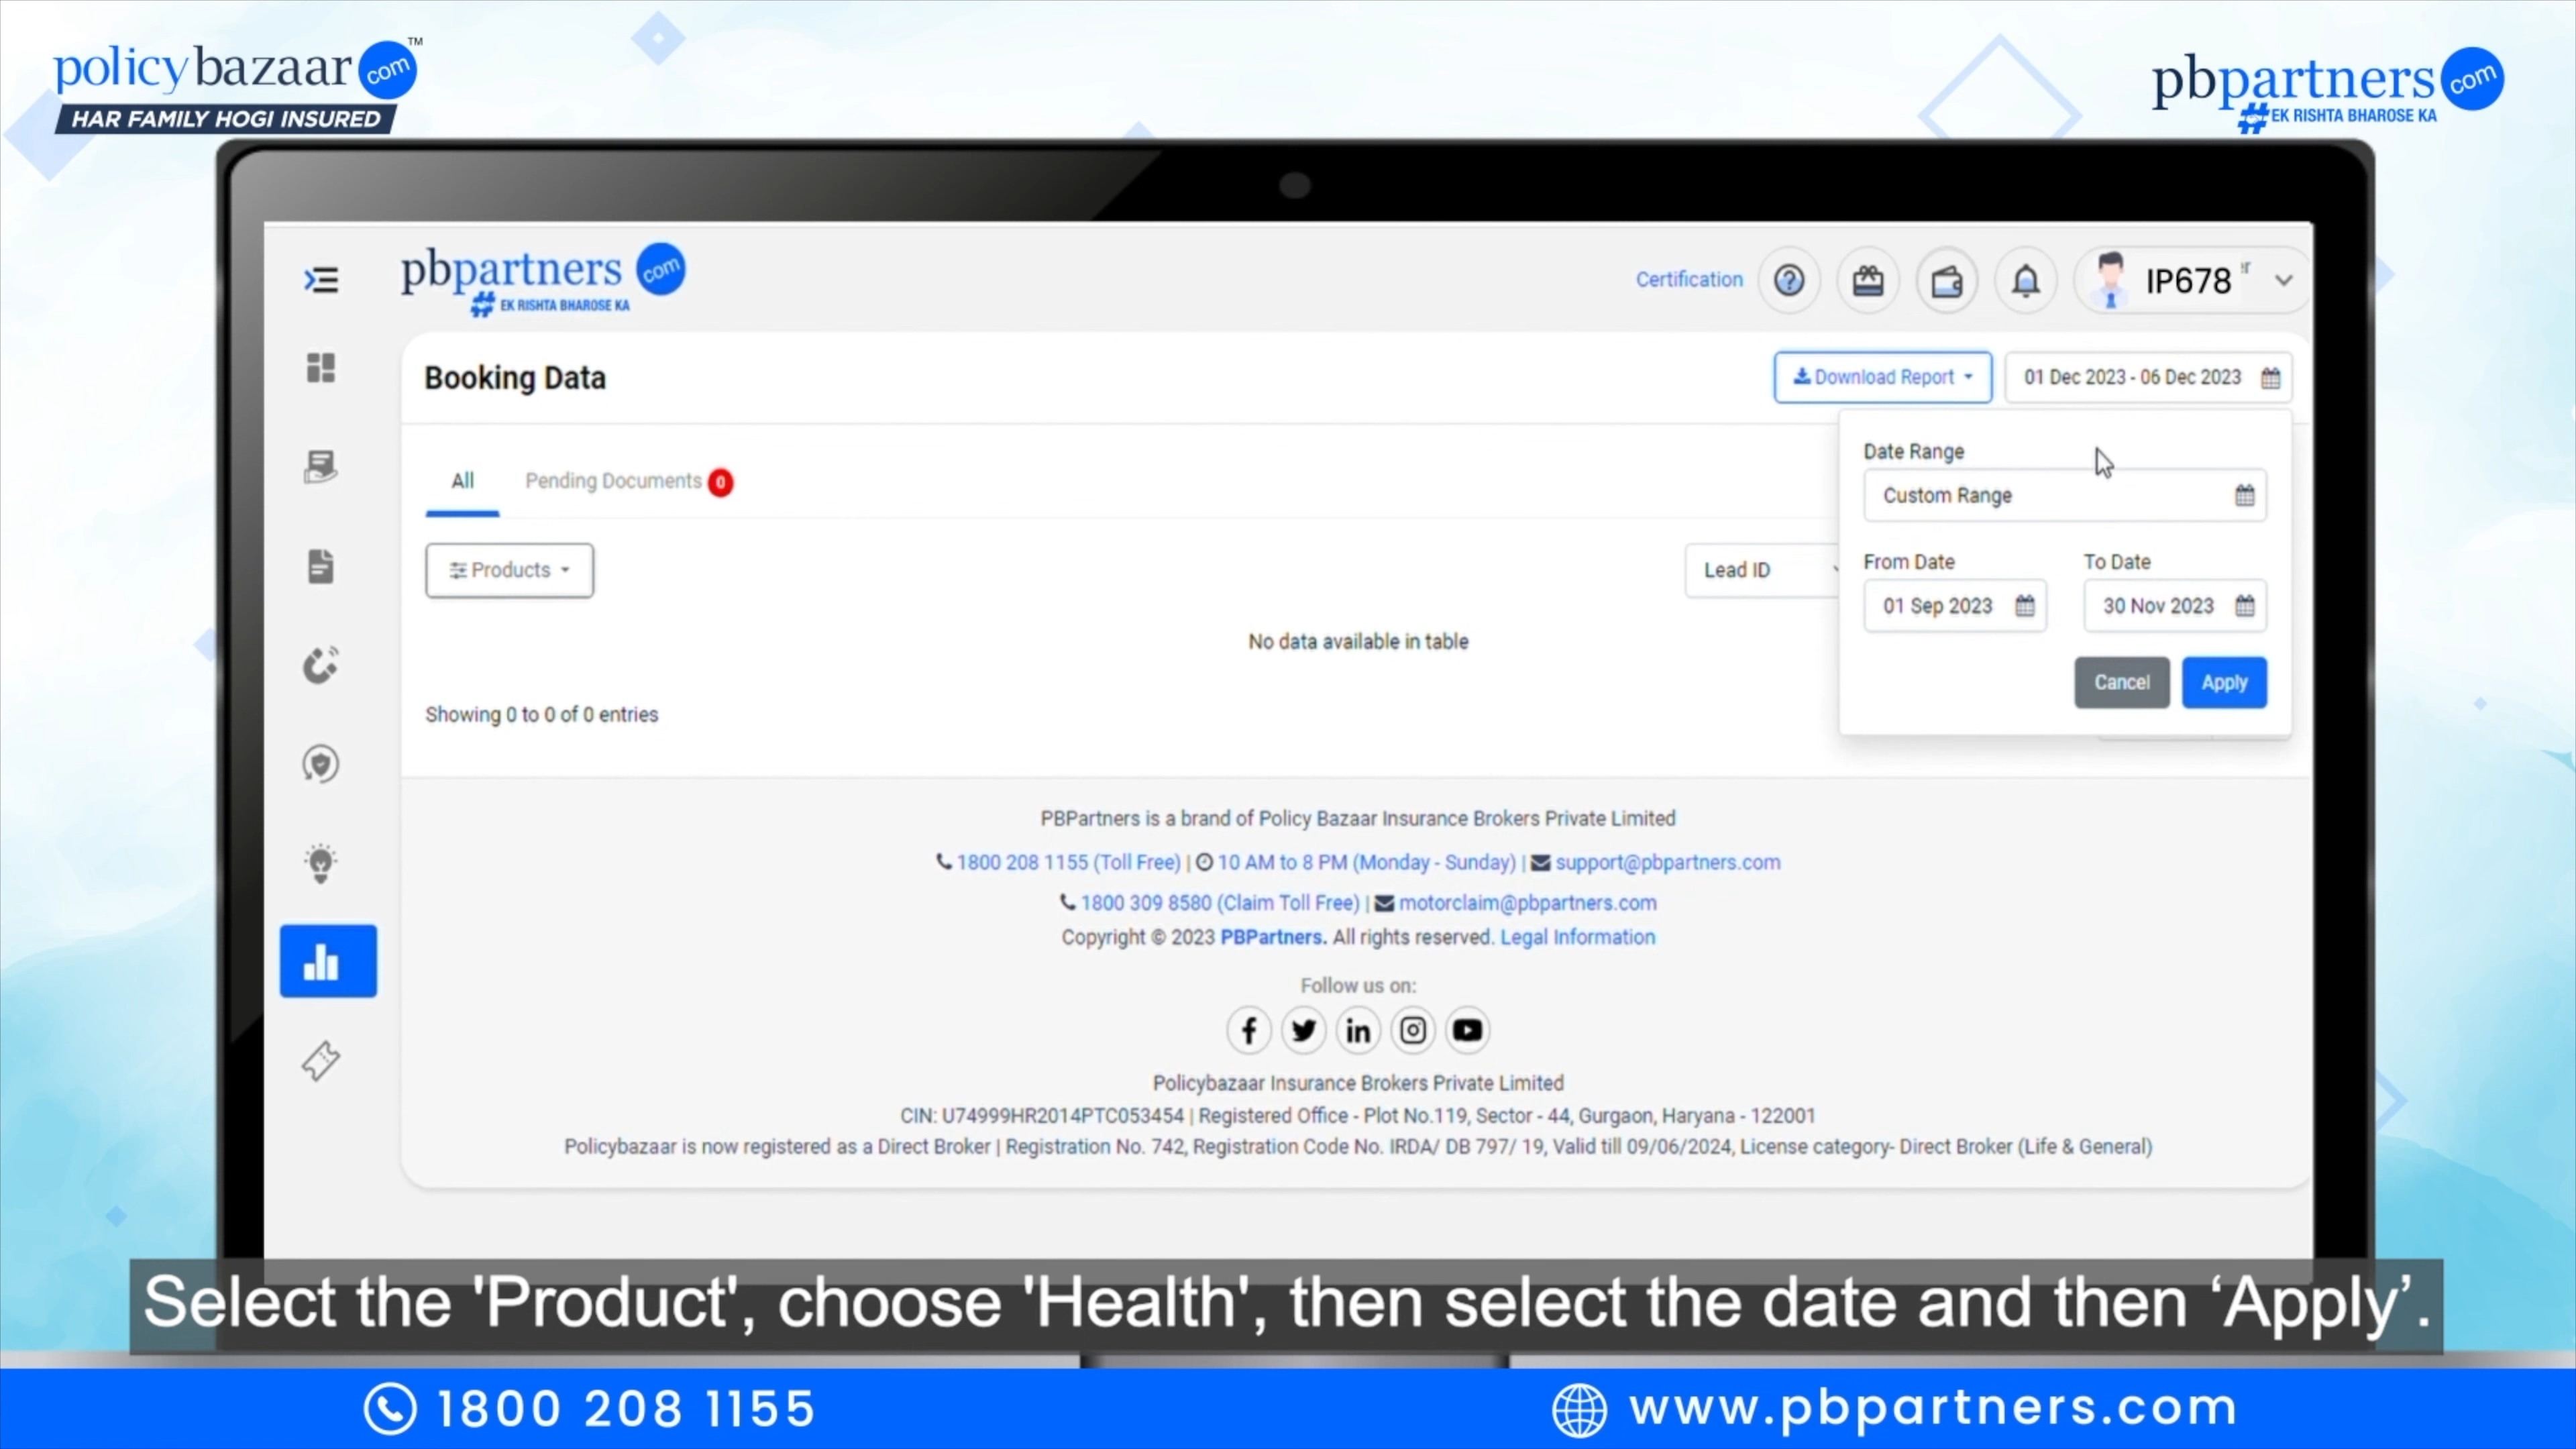 policybazaar com TM
HAR FAMILY HOGI INSURED
pbpartners com
# EK RISHTA BHAROSE KA
pbpartners com
# EK RISHTA BHAROSE KA
Certification
IP678
Booking Data
Download Report
01 Dec 2023 - 06 Dec 2023
Date Range
Custom Range
All
Pending Documents 0
Products
Lead ID
From Date
To Date
01 Sep 2023
30 Nov 2023
No data available in table
Cancel
Apply
Showing 0 to 0 of 0 entries
PBPartners is a brand of Policy Bazaar Insurance Brokers Private Limited
1800 208 1155 (Toll Free) | 10 AM to 8 PM (Monday - Sunday) | support@pbpartners.com
1800 309 8580 (Claim Toll Free) | motorclaim@pbpartners.com
Copyright © 2023 PBPartners. All rights reserved. Legal Information
Follow us on:
Policybazaar Insurance Brokers Private Limited
CIN: U74999HR2014PTC053454 | Registered Office - Plot No.119, Sector - 44, Gurgaon, Haryana - 122001
Policybazaar is now registered as a Direct Broker | Registration No. 742, Registration Code No. IRDA/ DB 797/ 19, Valid till 09/06/2024, License category- Direct Broker (Life & General)
Select the 'Product', choose 'Health', then select the date and then ‘Apply’.
1800 208 1155
www.pbpartners.com